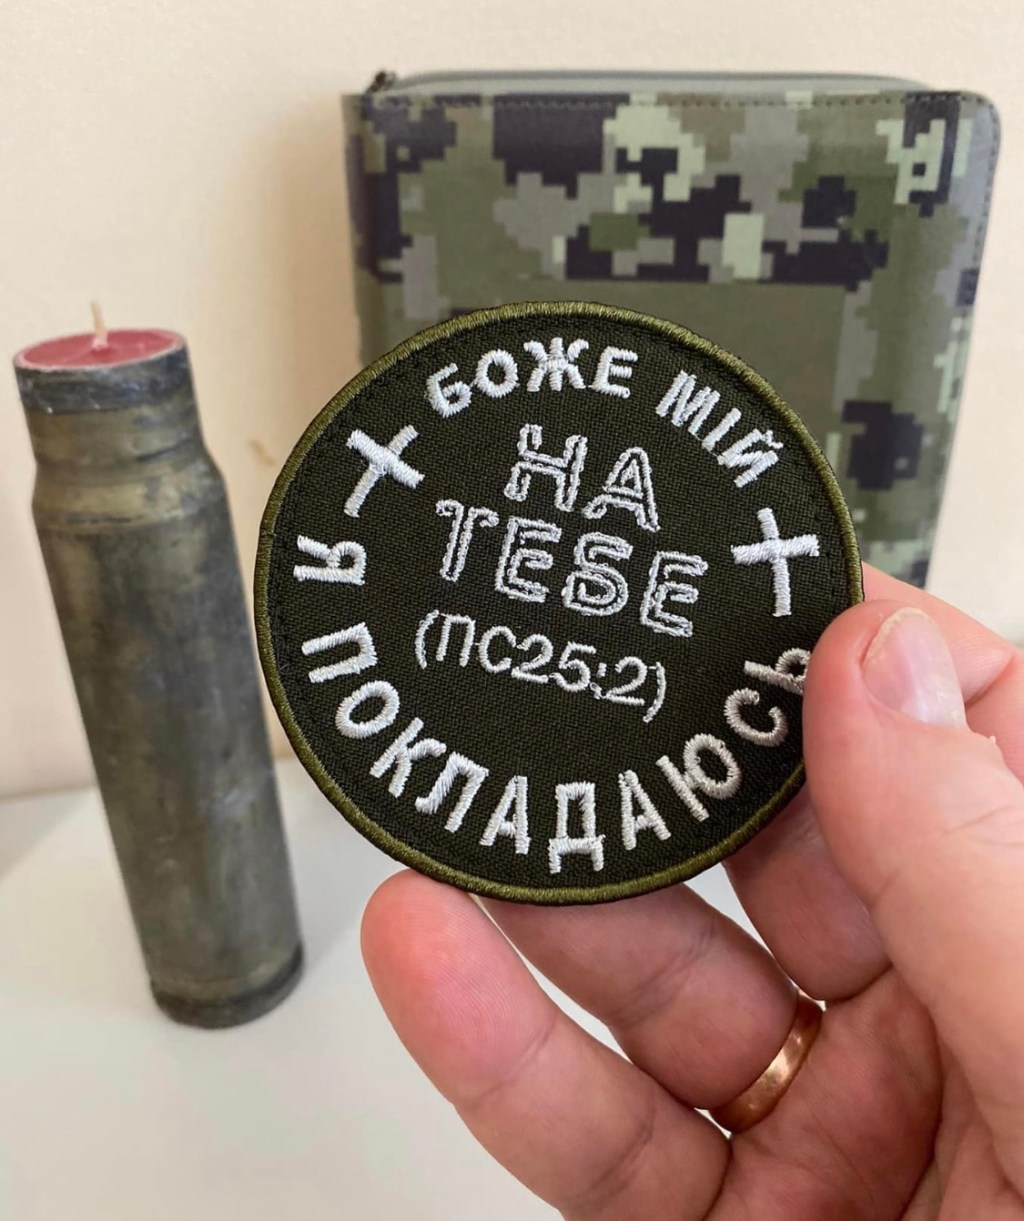 БОЖЕ МІЙ
НА
ТЕБЕ
(ПС25:2)
Я ПОКЛАДАЮСЬ